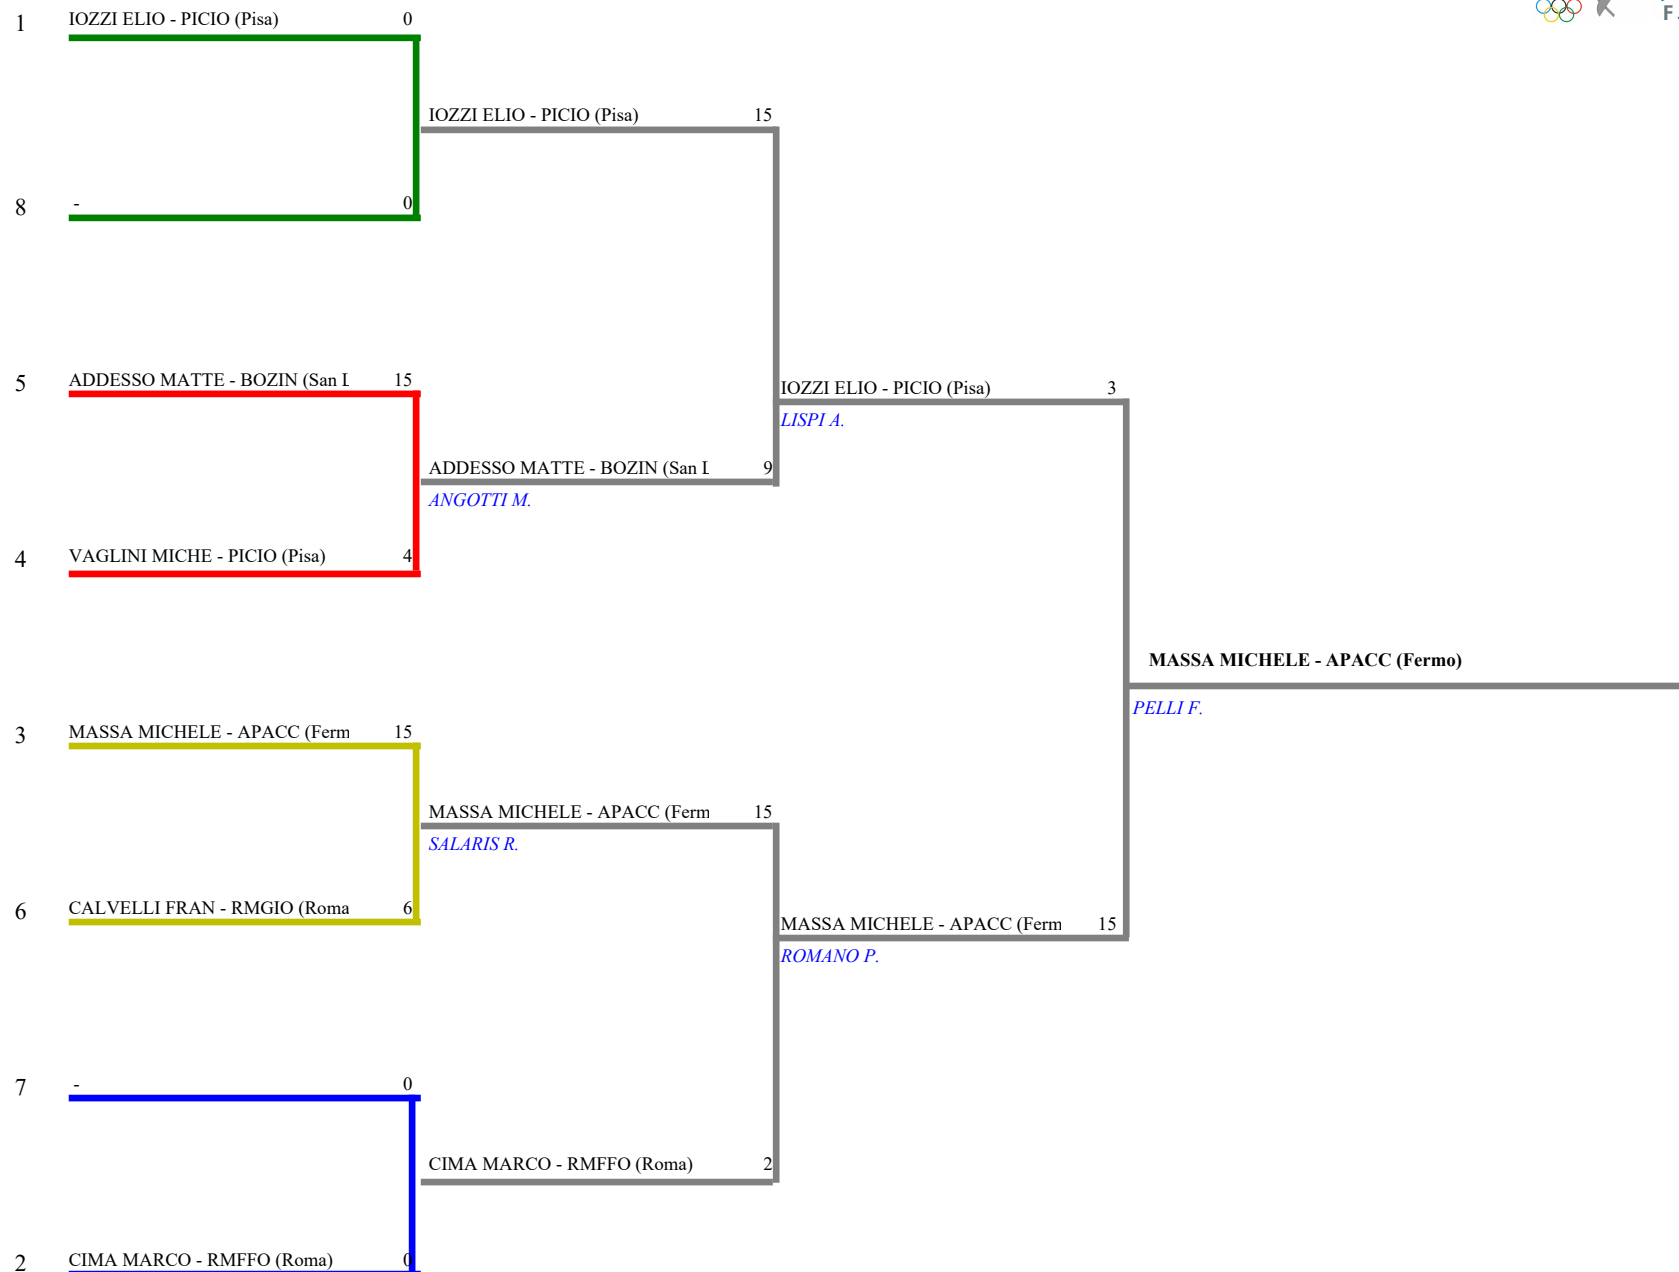 1 IOZZI ELIO - PICIO (Pisa) 0
IOZZI ELIO - PICIO (Pisa) 15
8 - 0
5 ADDESSO MATTE - BOZIN (San L 15
IOZZI ELIO - PICIO (Pisa) 3
LISPI A.
ADDESSO MATTE - BOZIN (San L 9
ANGOTTI M.
4 VAGLINI MICHE - PICIO (Pisa) 4
MASSA MICHELE - APACC (Fermo)
PELLI F.
3 MASSA MICHELE - APACC (Ferm 15
MASSA MICHELE - APACC (Ferm 15
SALARIS R.
6 CALVELLI FRAN - RMGIO (Roma 6
MASSA MICHELE - APACC (Ferm 15
ROMANO P.
7 - 0
CIMA MARCO - RMFFO (Roma) 2
2 CIMA MARCO - RMFFO (Roma) 0